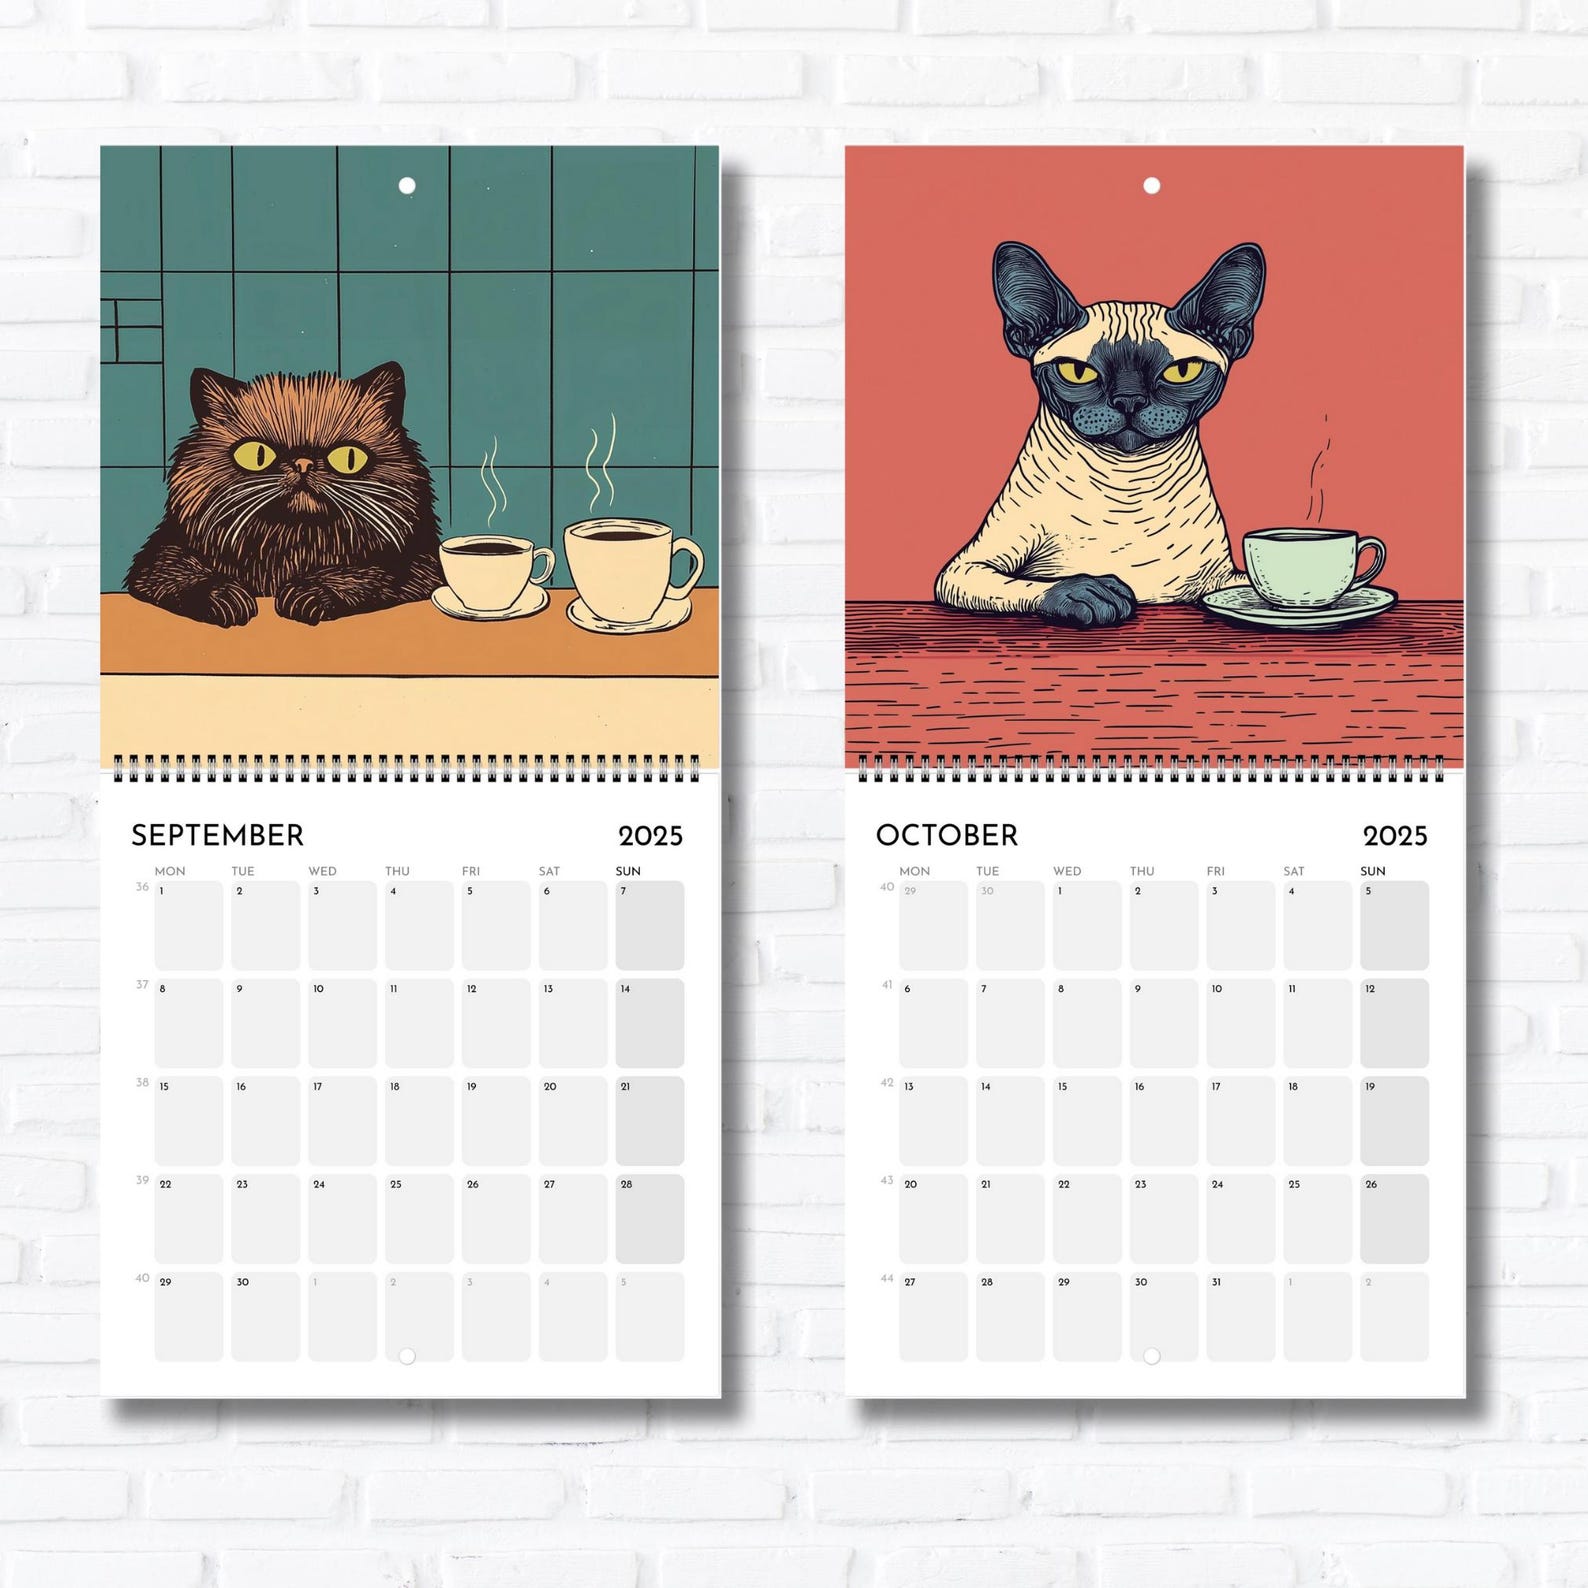 SEPTEMBER 2025
MON TUE WED THU FRI SAT SUN
36 1 2 3 4 5 6 7
37 8 9 10 11 12 13 14
38 15 16 17 18 19 20 21
39 22 23 24 25 26 27 28
40 29 30 1 2 3 4 5
OCTOBER 2025
MON TUE WED THU FRI SAT SUN
40 29 30 1 2 3 4 5
41 6 7 8 9 10 11 12
42 13 14 15 16 17 18 19
43 20 21 22 23 24 25 26
44 27 28 29 30 31 1 2